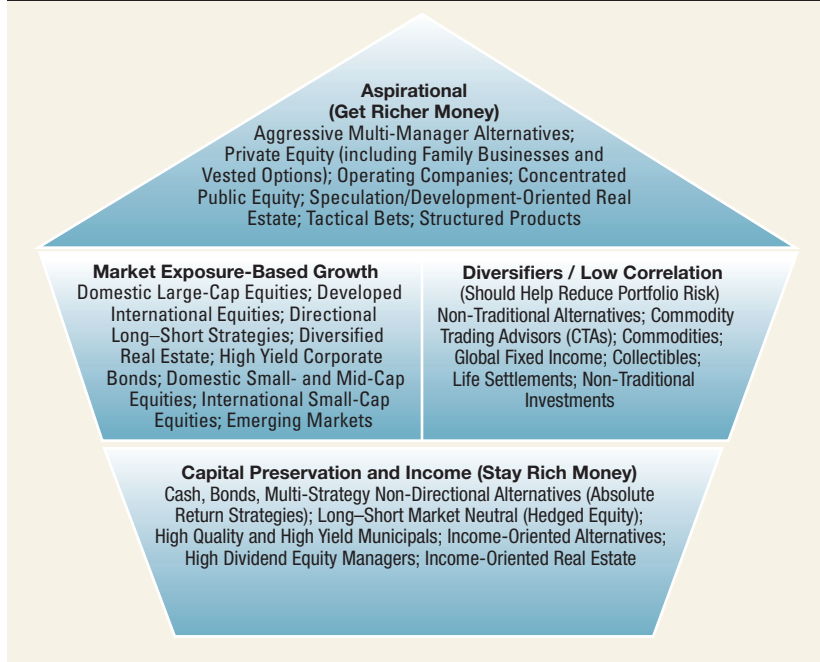 Aspirational
(Get Richer Money)
Aggressive Multi-Manager Alternatives;
Private Equity (including Family Businesses and
Vested Options); Operating Companies; Concentrated
Public Equity; Speculation/Development-Oriented Real
Estate; Tactical Bets; Structured Products
Market Exposure-Based Growth
Domestic Large-Cap Equities; Developed
International Equities; Directional
Long–Short Strategies; Diversified
Real Estate; High Yield Corporate
Bonds; Domestic Small- and Mid-Cap
Equities; International Small-Cap
Equities; Emerging Markets
Diversifiers / Low Correlation
(Should Help Reduce Portfolio Risk)
Non-Traditional Alternatives; Commodity
Trading Advisors (CTAs); Commodities;
Global Fixed Income; Collectibles;
Life Settlements; Non-Traditional
Investments
Capital Preservation and Income (Stay Rich Money)
Cash, Bonds, Multi-Strategy Non-Directional Alternatives (Absolute
Return Strategies); Long–Short Market Neutral (Hedged Equity);
High Quality and High Yield Municipals; Income-Oriented Alternatives;
High Dividend Equity Managers; Income-Oriented Real Estate